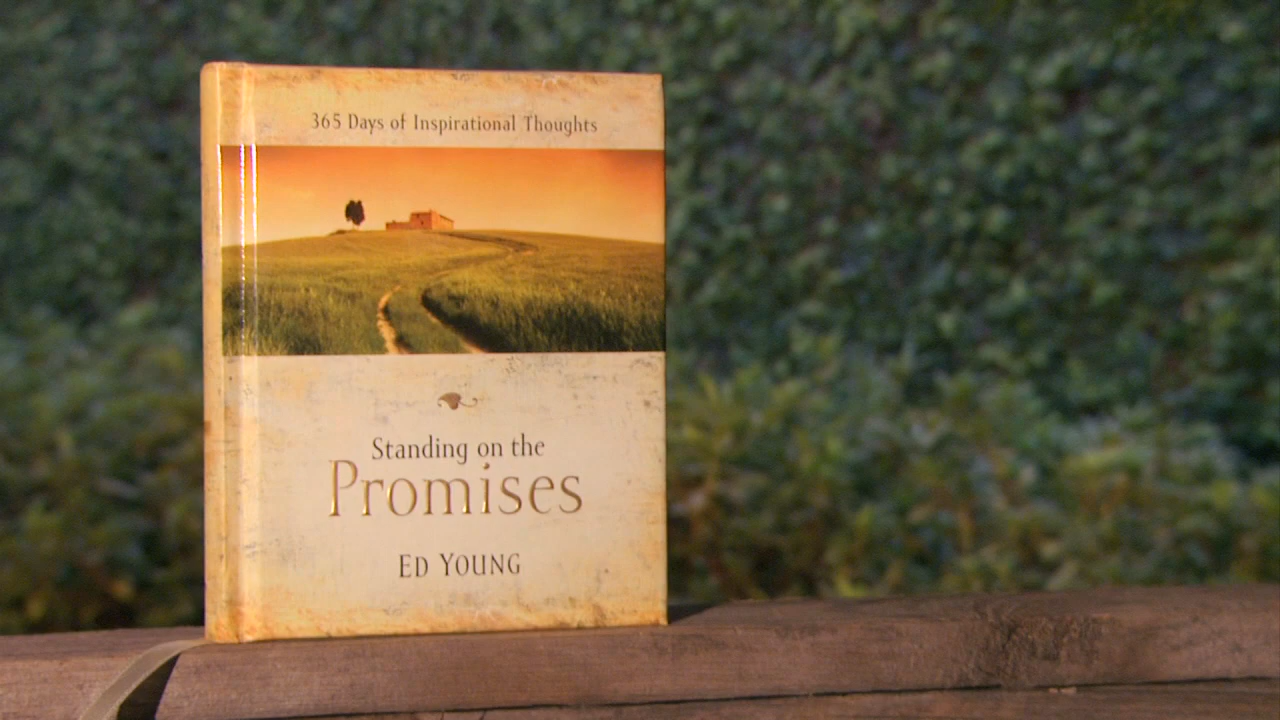 365 Days of Inspirational Thoughts
Standing on the
Promises
ED YOUNG